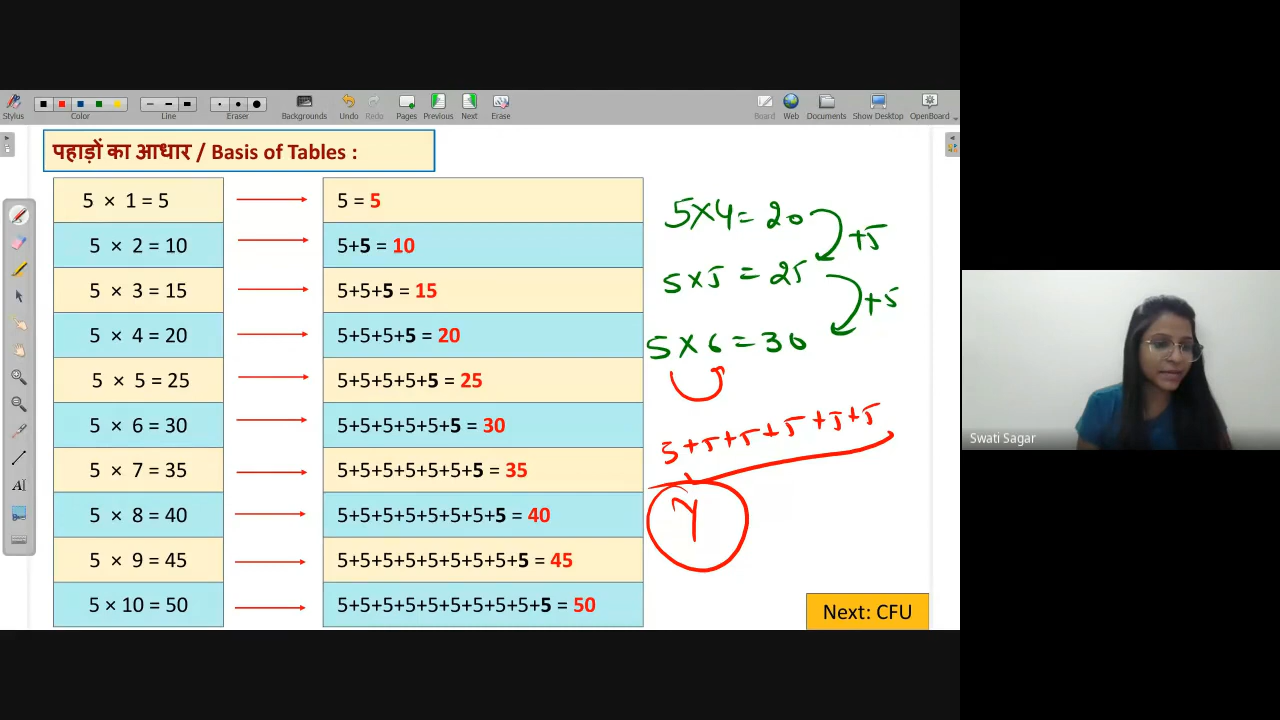 Stylus
Color
Line
Eraser
Backgrounds
Undo
Redo
Pages
Previous
Next
Erase
Board
Web
Documents
Show Desktop
OpenBoard
पहाड़ों का आधार / Basis of Tables :
5 × 1 = 5
5 = 5
5 × 2 = 10
5+5 = 10
5 × 3 = 15
5+5+5 = 15
5 × 4 = 20
5+5+5+5 = 20
5 × 5 = 25
5+5+5+5+5 = 25
5 × 6 = 30
5+5+5+5+5+5 = 30
5 × 7 = 35
5+5+5+5+5+5+5 = 35
5 × 8 = 40
5+5+5+5+5+5+5+5 = 40
5 × 9 = 45
5+5+5+5+5+5+5+5+5 = 45
5 × 10 = 50
5+5+5+5+5+5+5+5+5+5 = 50
5×4=20
+5
5×5=25
+5
5×6=30
5+5+5+5+5+5
Next: CFU
Swati Sagar